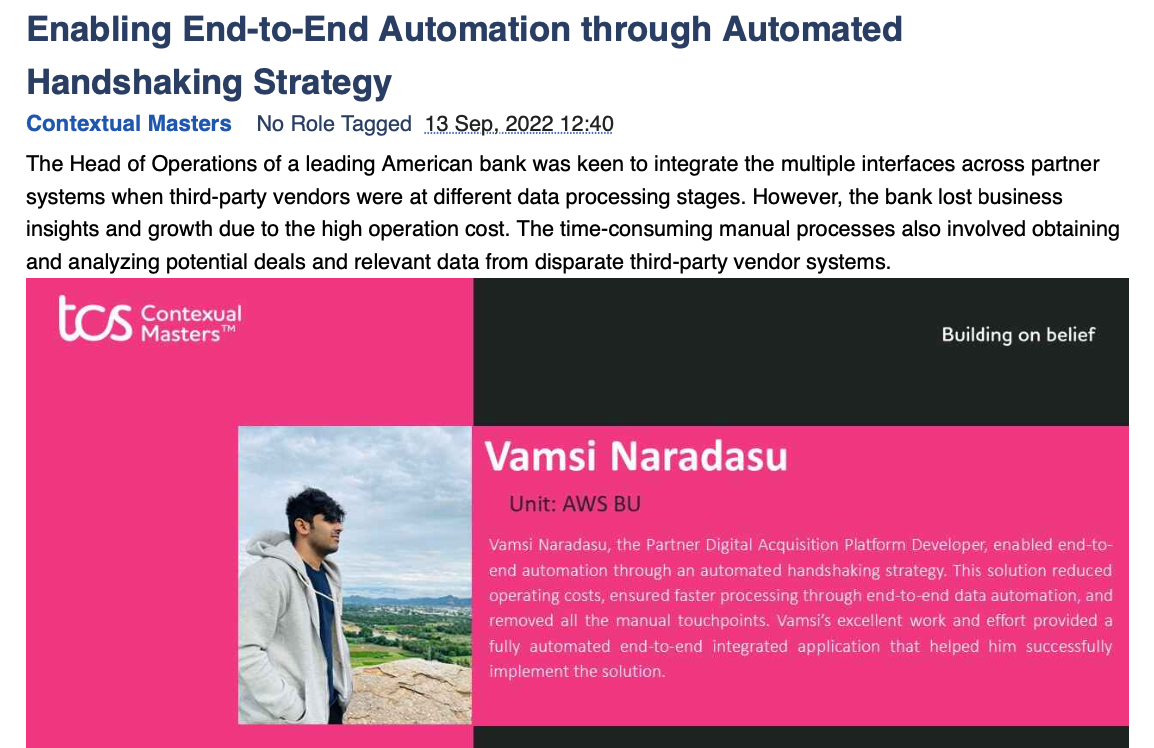 Enabling End-to-End Automation through Automated
Handshaking Strategy
Contextual Masters No Role Tagged 13 Sep, 2022 12:40
The Head of Operations of a leading American bank was keen to integrate the multiple interfaces across partner
systems when third-party vendors were at different data processing stages. However, the bank lost business
insights and growth due to the high operation cost. The time-consuming manual processes also involved obtaining
and analyzing potential deals and relevant data from disparate third-party vendor systems.
tcs Contexual
Masters™
Building on belief
Vamsi Naradasu
Unit: AWS BU
Vamsi Naradasu, the Partner Digital Acquisition Platform Developer, enabled end-to-
end automation through an automated handshaking strategy. This solution reduced
operating costs, ensured faster processing through end-to-end data automation, and
removed all the manual touchpoints. Vamsi's excellent work and effort provided a
fully automated end-to-end integrated application that helped him successfully
implement the solution.